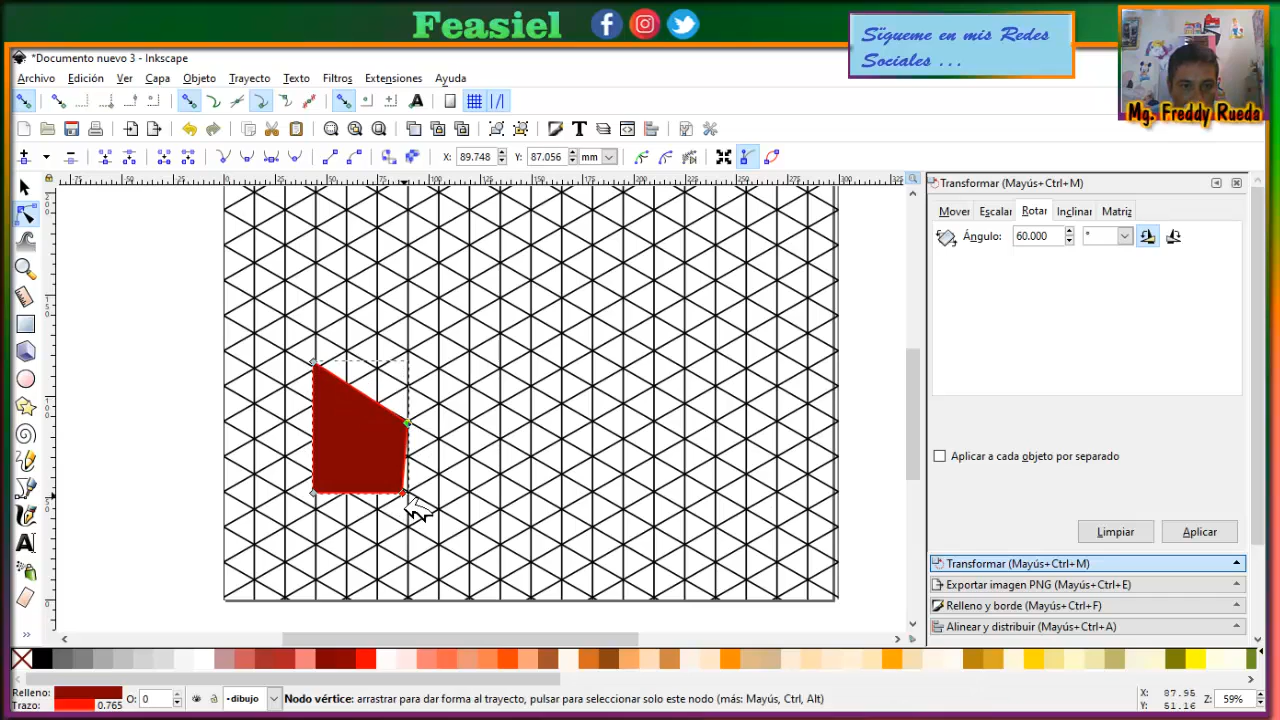 Feasiel
Sïgueme en mis Redes
Sociales ...
Mg. Freddy Rueda
*Documento nuevo 3 - Inkscape
Archivo Edición Ver Capa Objeto Trayecto Texto Filtros Extensiones Ayuda
X: 89.748 Y: 87.056 mm
Transformar (Mayús+Ctrl+M)
Mover Escalar Rotar Inclinar Matriz
Ángulo: 60.000 °
Aplicar a cada objeto por separado
Limpiar Aplicar
Transformar (Mayús+Ctrl+M)
Exportar imagen PNG (Mayús+Ctrl+E)
Relleno y borde (Mayús+Ctrl+F)
Alinear y distribuir (Mayús+Ctrl+A)
Relleno:
Trazo: 0.765
O: 0
•dibujo
Nodo vértice: arrastrar para dar forma al trayecto, pulsar para seleccionar solo este nodo (más: Mayús, Ctrl, Alt)
X: 87.95
Y: 51.16
Z: 59%